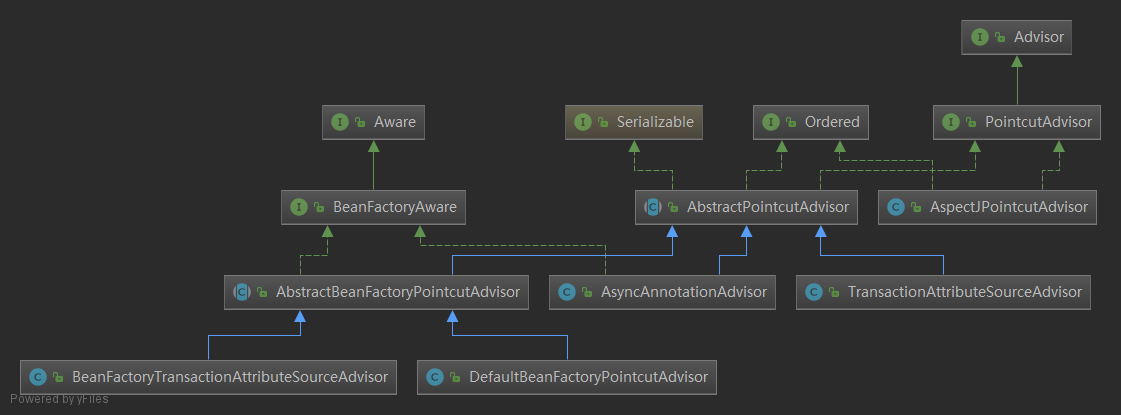 Advisor
Aware
Serializable
Ordered
PointcutAdvisor
BeanFactoryAware
AbstractPointcutAdvisor
AspectJPointcutAdvisor
AbstractBeanFactoryPointcutAdvisor
AsyncAnnotationAdvisor
TransactionAttributeSourceAdvisor
BeanFactoryTransactionAttributeSourceAdvisor
DefaultBeanFactoryPointcutAdvisor
Powered by yFiles